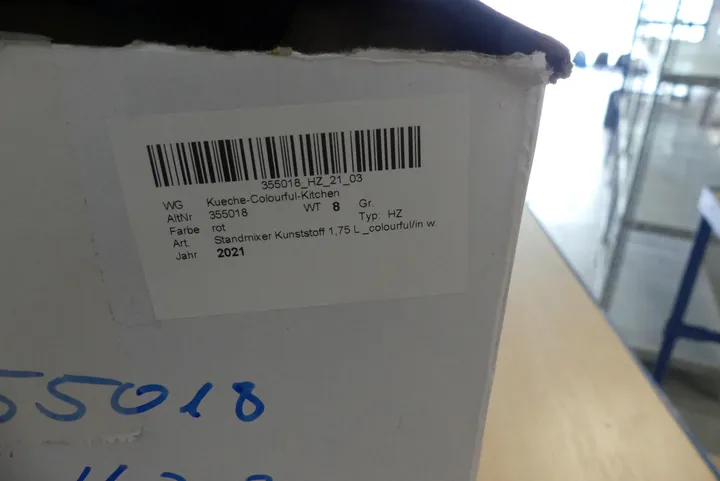 355018_HZ_21_03
WG Kueche-Colourful-Kitchen
AltNr 355018 WT 8 Gr.
Farbe rot Typ: HZ
Art. Standmixer Kunststoff 1,75 L _colourful/in w.
Jahr 2021
55018